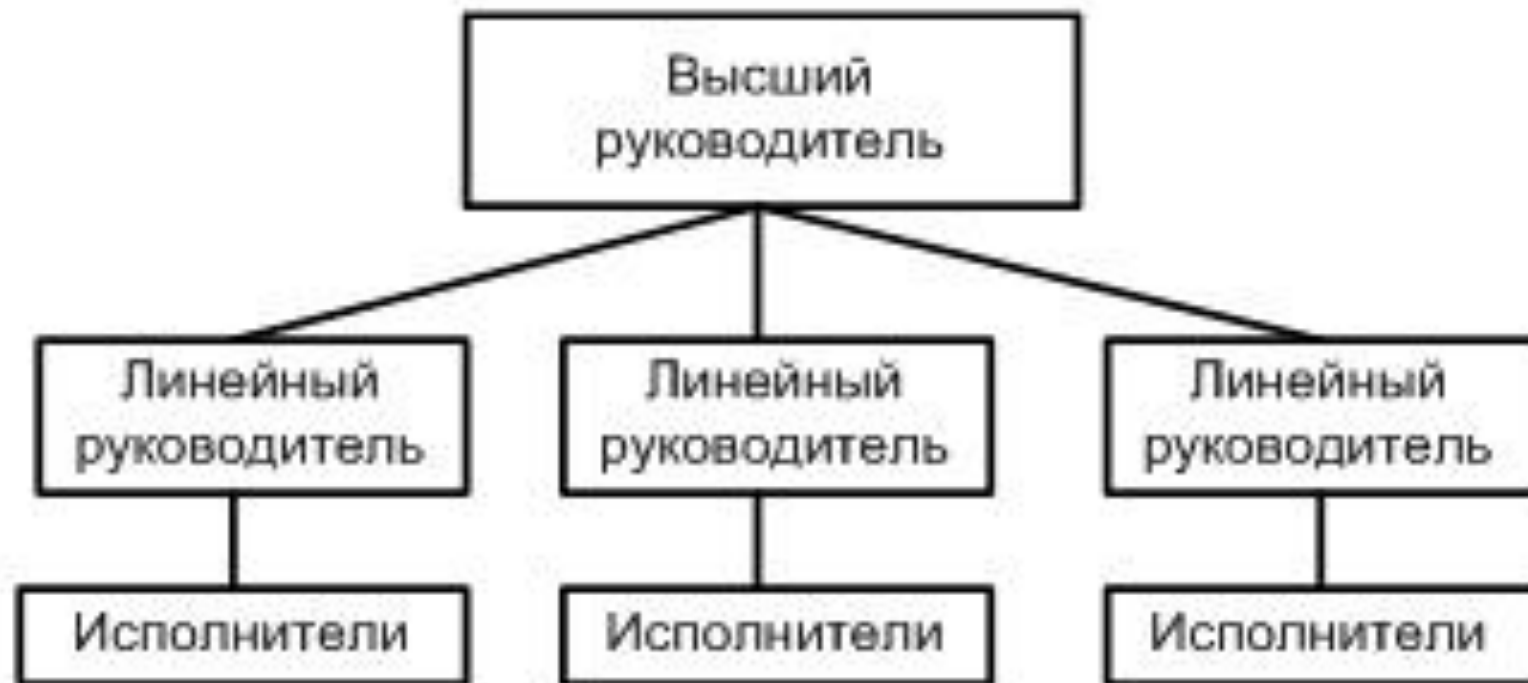 Высший
руководитель
Линейный
руководитель
Линейный
руководитель
Линейный
руководитель
Исполнители
Исполнители
Исполнители